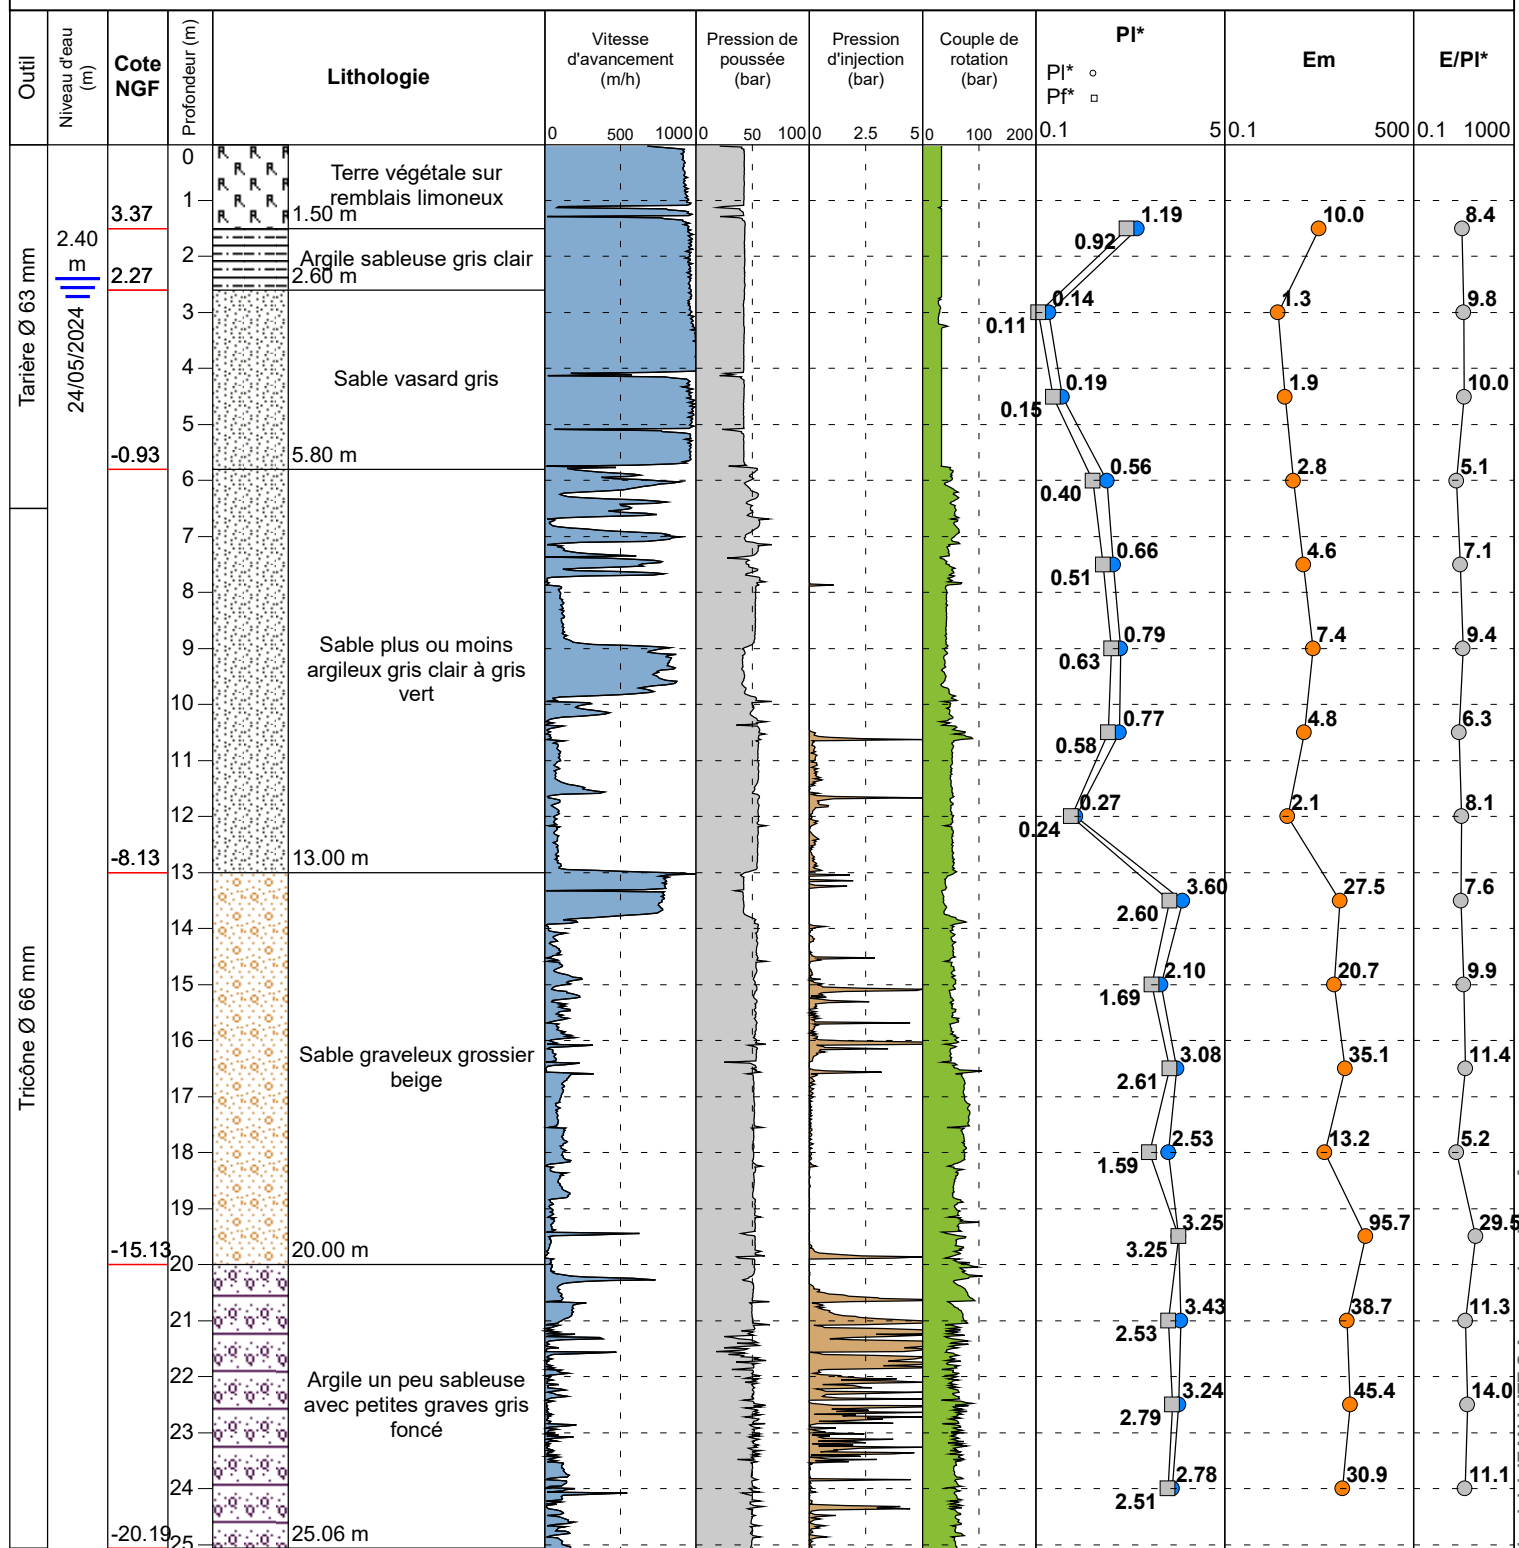 Outil
Niveau d'eau
(m)
Cote
NGF
Profondeur (m)
Lithologie
Vitesse
d'avancement
(m/h)
Pression de
poussée
(bar)
Pression
d'injection
(bar)
Couple de
rotation
(bar)
Pl*
Pl*
Pf*
Em
E/Pl*
0 500 1000
0 50 100
0 2.5 5
0 100 200
0.1 5
0.1 500
0.1 1000
Tarière Ø 63 mm
Tricône Ø 66 mm
2.40
m
24/05/2024
3.37
2.27
-0.93
-8.13
-15.13
-20.19
0
1
2
3
4
5
6
7
8
9
10
11
12
13
14
15
16
17
18
19
20
21
22
23
24
25
Terre végétale sur
remblais limoneux
1.50 m
Argile sableuse gris clair
2.60 m
Sable vasard gris
5.80 m
Sable plus ou moins
argileux gris clair à gris
vert
13.00 m
Sable graveleux grossier
beige
20.00 m
Argile un peu sableuse
avec petites graves gris
foncé
25.06 m
1.19
0.92
0.14
0.11
0.19
0.15
0.56
0.40
0.66
0.51
0.79
0.63
0.77
0.58
0.27
0.24
3.60
2.60
2.10
1.69
3.08
2.61
2.53
1.59
3.25
3.25
3.43
2.53
3.24
2.79
2.78
2.51
10.0
1.3
1.9
2.8
4.6
7.4
4.8
2.1
27.5
20.7
35.1
13.2
95.7
38.7
45.4
30.9
8.4
9.8
10.0
5.1
7.1
9.4
6.3
8.1
7.6
9.9
11.4
5.2
29.5
11.3
14.0
11.1